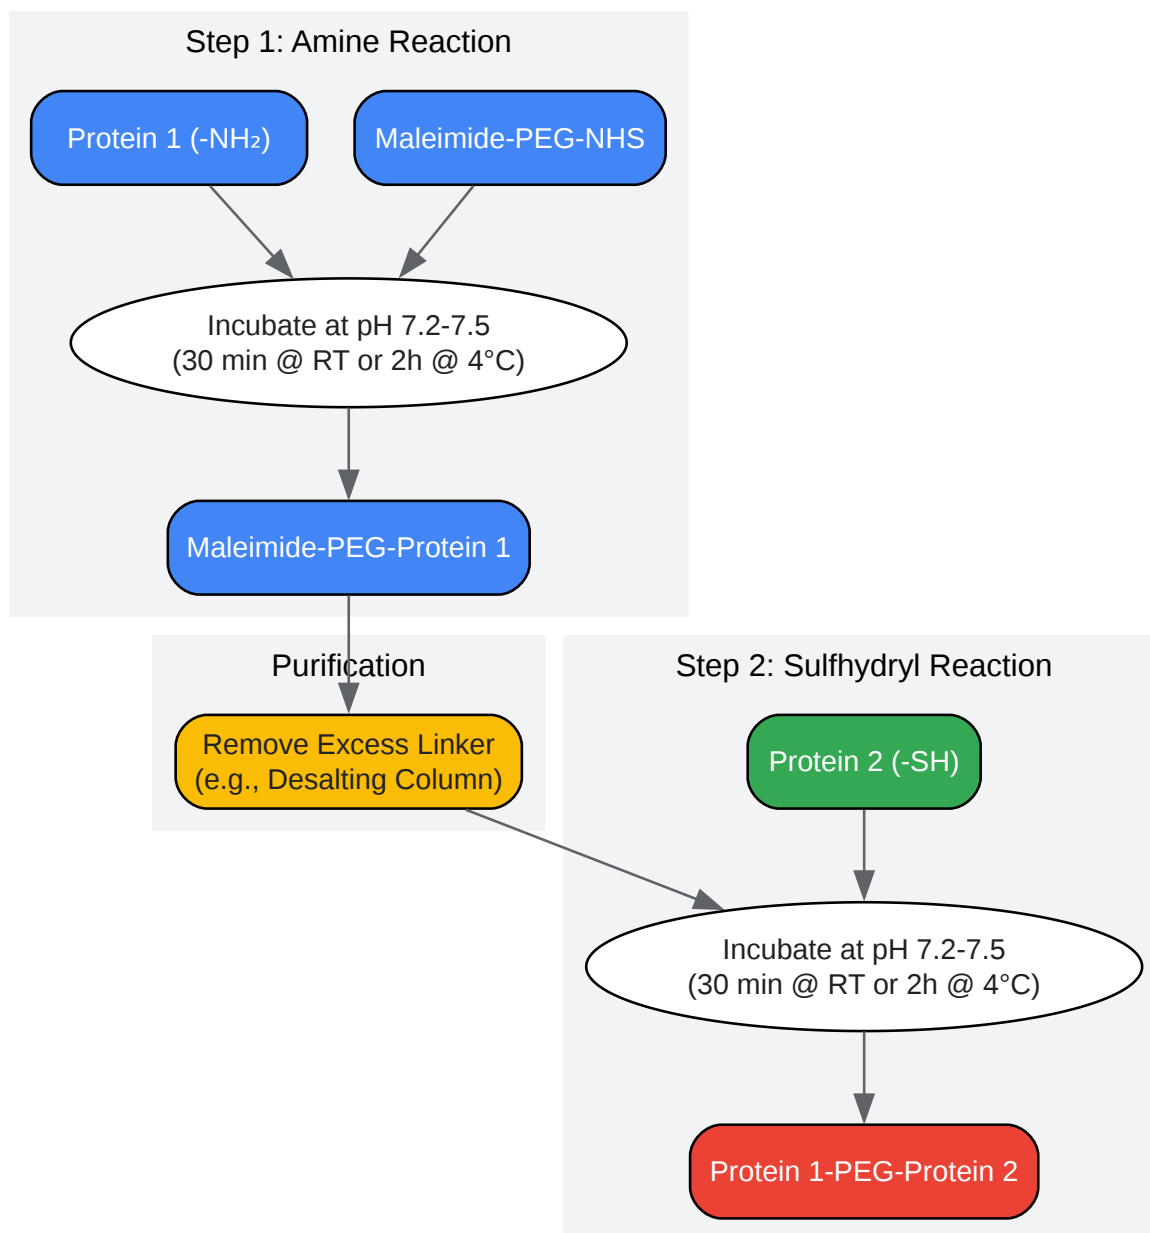 Step 1: Amine Reaction
Protein 1 (-NH₂)
Maleimide-PEG-NHS
Incubate at pH 7.2-7.5
(30 min @ RT or 2h @ 4°C)
Maleimide-PEG-Protein 1
Purification
Remove Excess Linker
(e.g., Desalting Column)
Step 2: Sulfhydryl Reaction
Protein 2 (-SH)
Incubate at pH 7.2-7.5
(30 min @ RT or 2h @ 4°C)
Protein 1-PEG-Protein 2